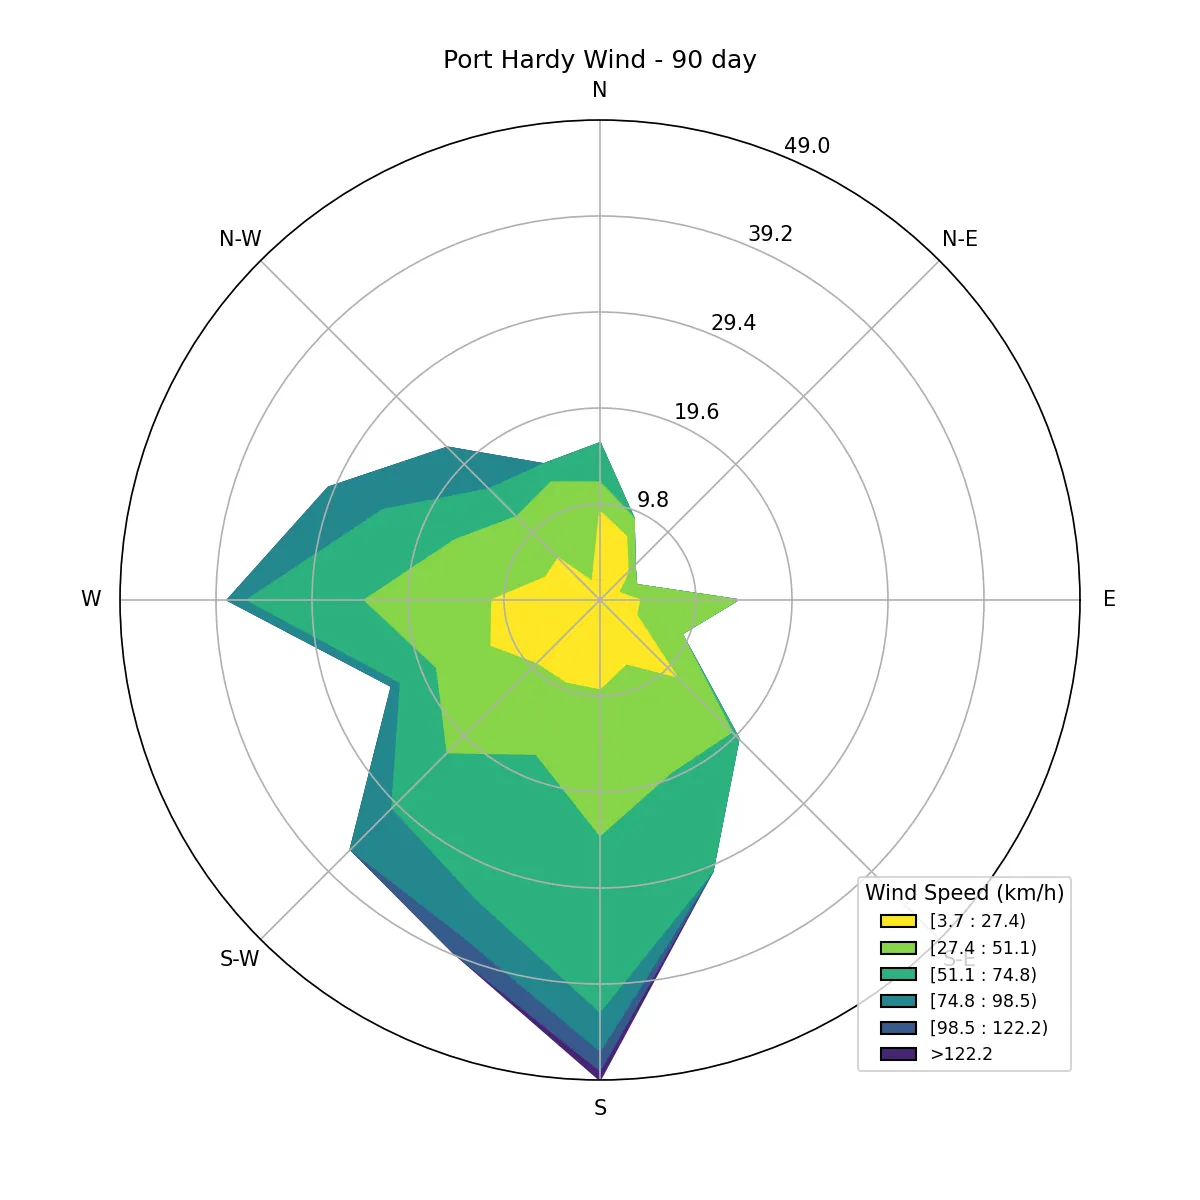 Port Hardy Wind - 90 day
N
49.0
39.2
N-W
N-E
29.4
19.6
9.8
W
E
Wind Speed (km/h)
[3.7 : 27.4)
[27.4 : 51.1)
S-W
S-E
[51.1 : 74.8)
[74.8 : 98.5)
[98.5 : 122.2)
>122.2
S